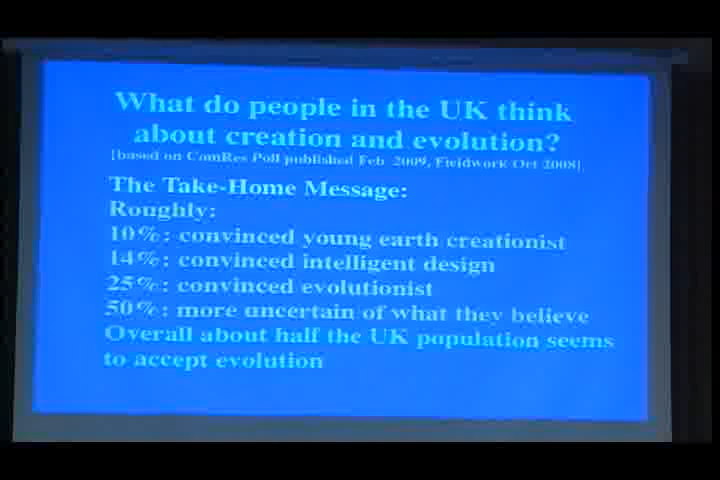 What do people in the UK think
about creation and evolution?
[based on ComRes Poll published Feb 2009, Fieldwork Oct 2008]
The Take-Home Message:
Roughly:
10%: convinced young earth creationist
14%: convinced intelligent design
25%: convinced evolutionist
50%: more uncertain of what they believe
Overall about half the UK population seems
to accept evolution